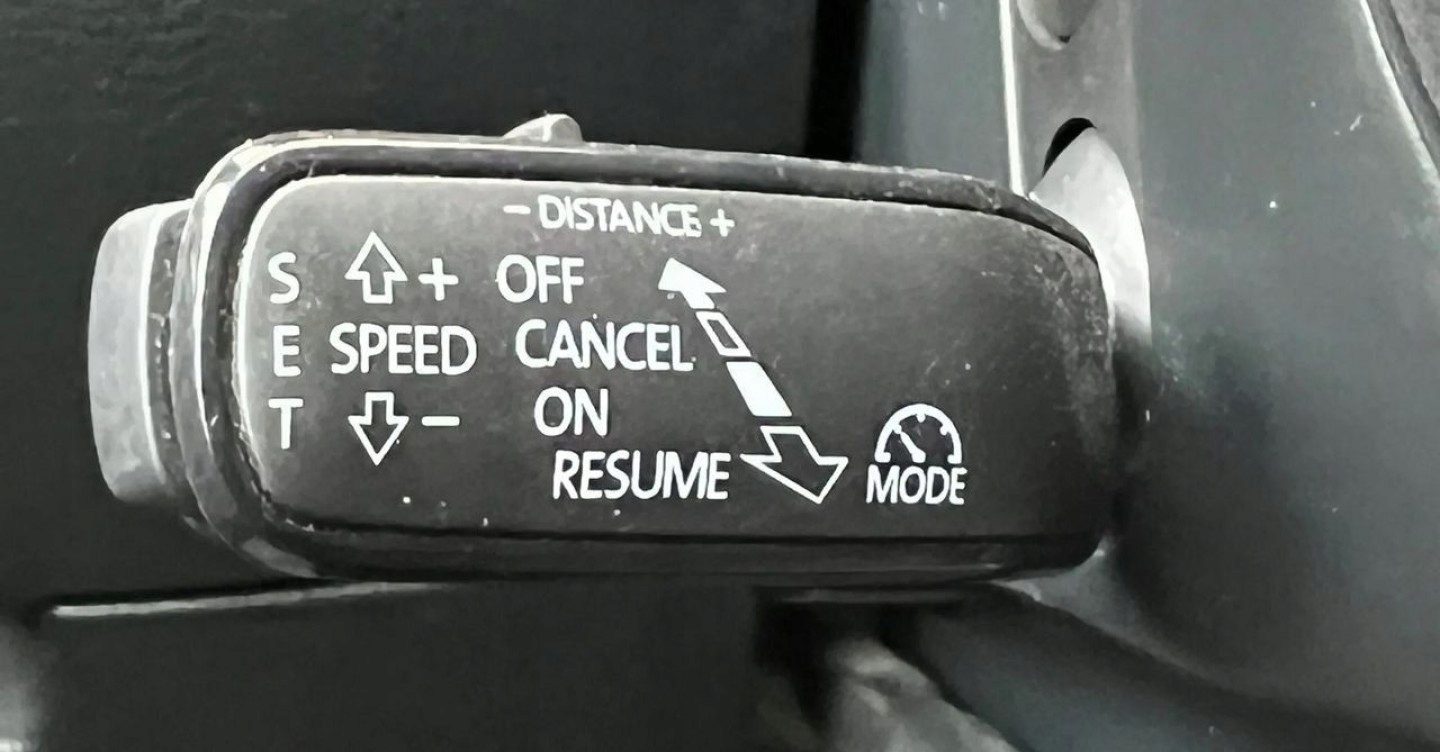 - DISTANCE +
S + OFF
E SPEED CANCEL
T - ON
RESUME
MODE